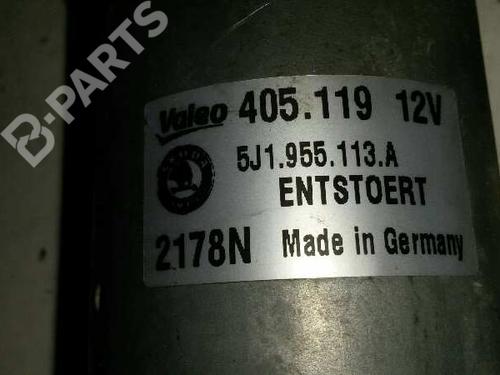 B-PARTS
Valeo 405.119 12V
5J1.955.113.A
ENTSTOERT
2178N Made in Germany